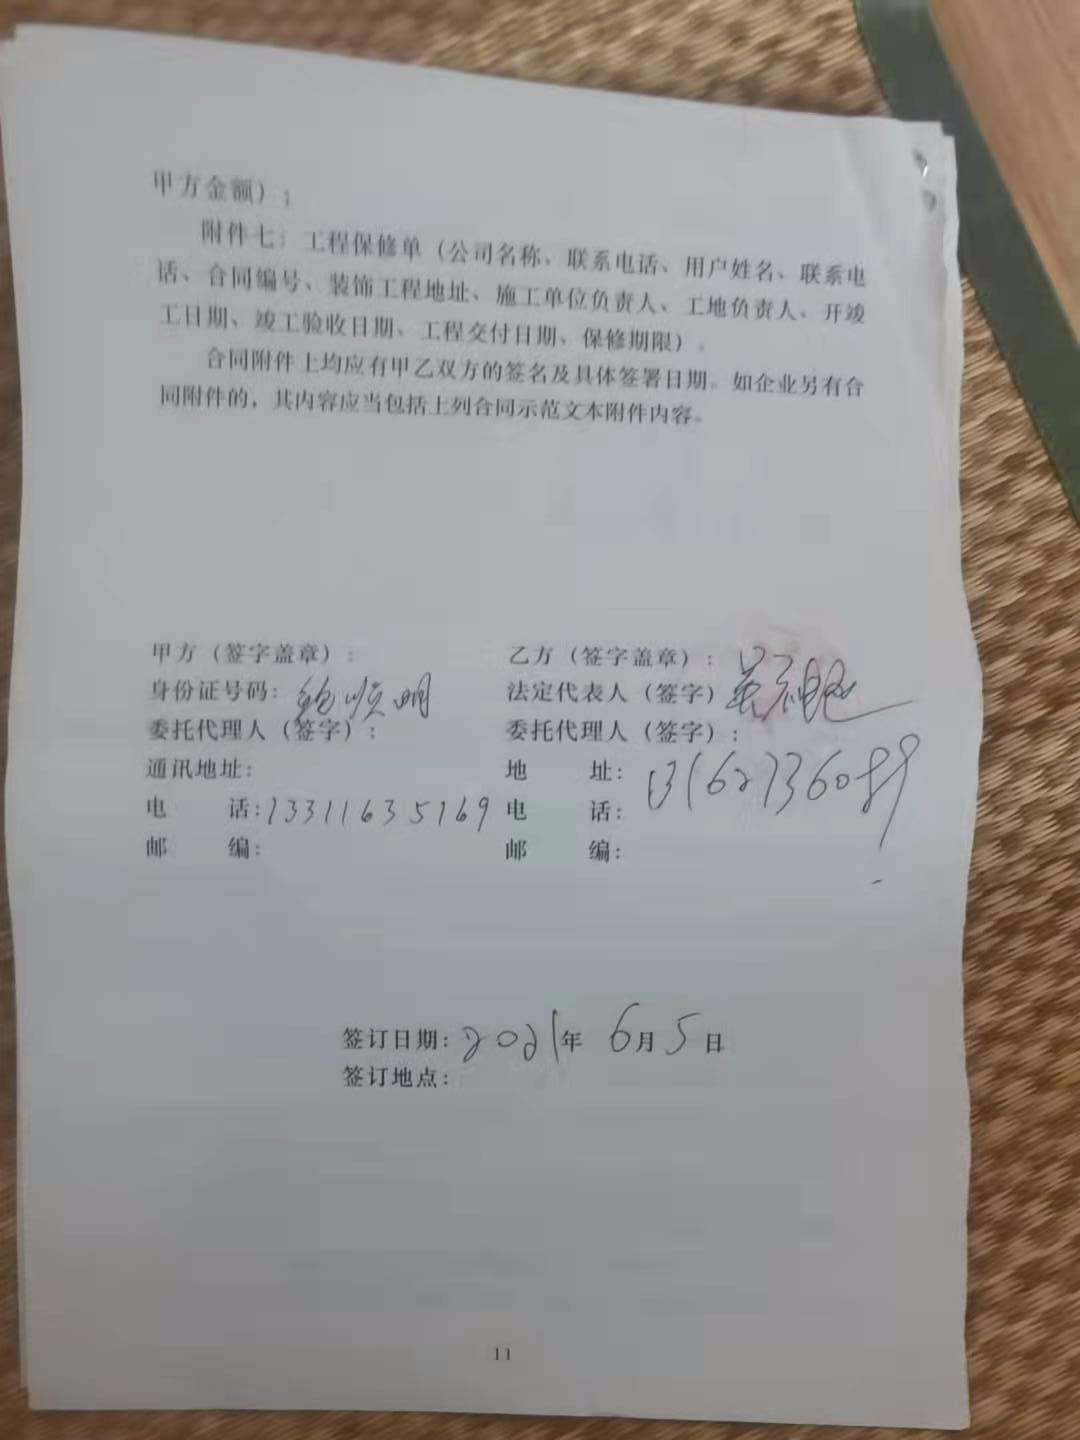 甲方金额）；
附件七：工程保修单（公司名称、联系电话、用户姓名、联系电
话、合同编号、装饰工程地址、施工单位负责人、工地负责人、开竣
工日期、竣工验收日期、工程交付日期、保修期限）。
合同附件上均应有甲乙双方的签名及具体签署日期。如企业另有合
同附件的，其内容应当包括上列合同示范文本附件内容。
甲方（签字盖章）：
身份证号码：顺明
委托代理人（签字）：
通讯地址：
电 话：13311635169
邮 编：
乙方（签字盖章）：
法定代表人（签字）
委托代理人（签字）：
地 址：
电 话：
邮 编：
签订日期：2021年 6月5日
签订地点：
11